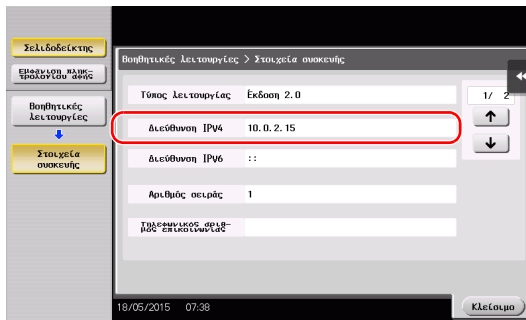 Σελιδοδείκτης
Εμφάνιση πληκ-
τρολογίου αφής
Βοηθητικές
λειτουργίες
Στοιχεία
συσκευής
Βοηθητικές λειτουργίες > Στοιχεία συσκευής
Τύπος λειτουργίας Έκδοση 2.0
1/ 2
Διεύθυνση IPV4 10.0.2.15
Διεύθυνση IPV6 ::
Αριθμός σειράς 1
Τηλεφωνικός αριθ-
μός επικοινωνίας
18/05/2015 07:38
Κλείσιμο